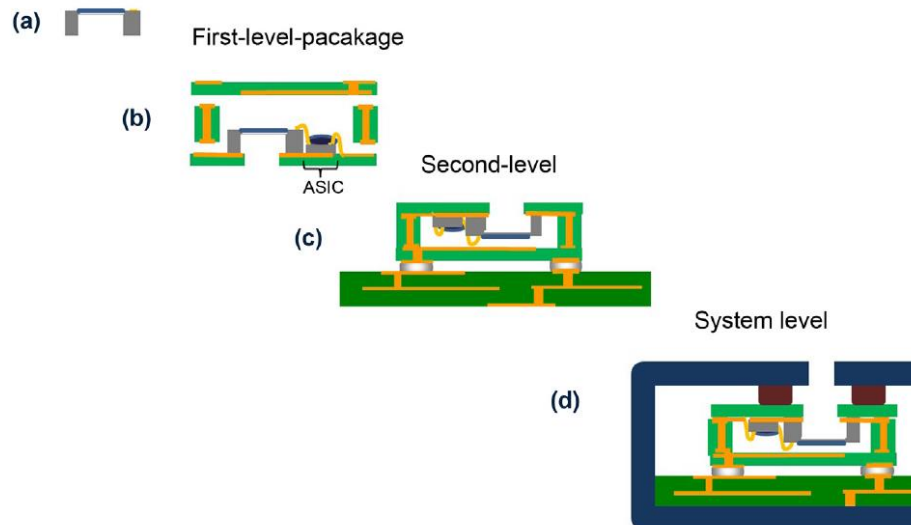 (a)
First-level-pacakage
(b)
ASIC
Second-level
(c)
System level
(d)